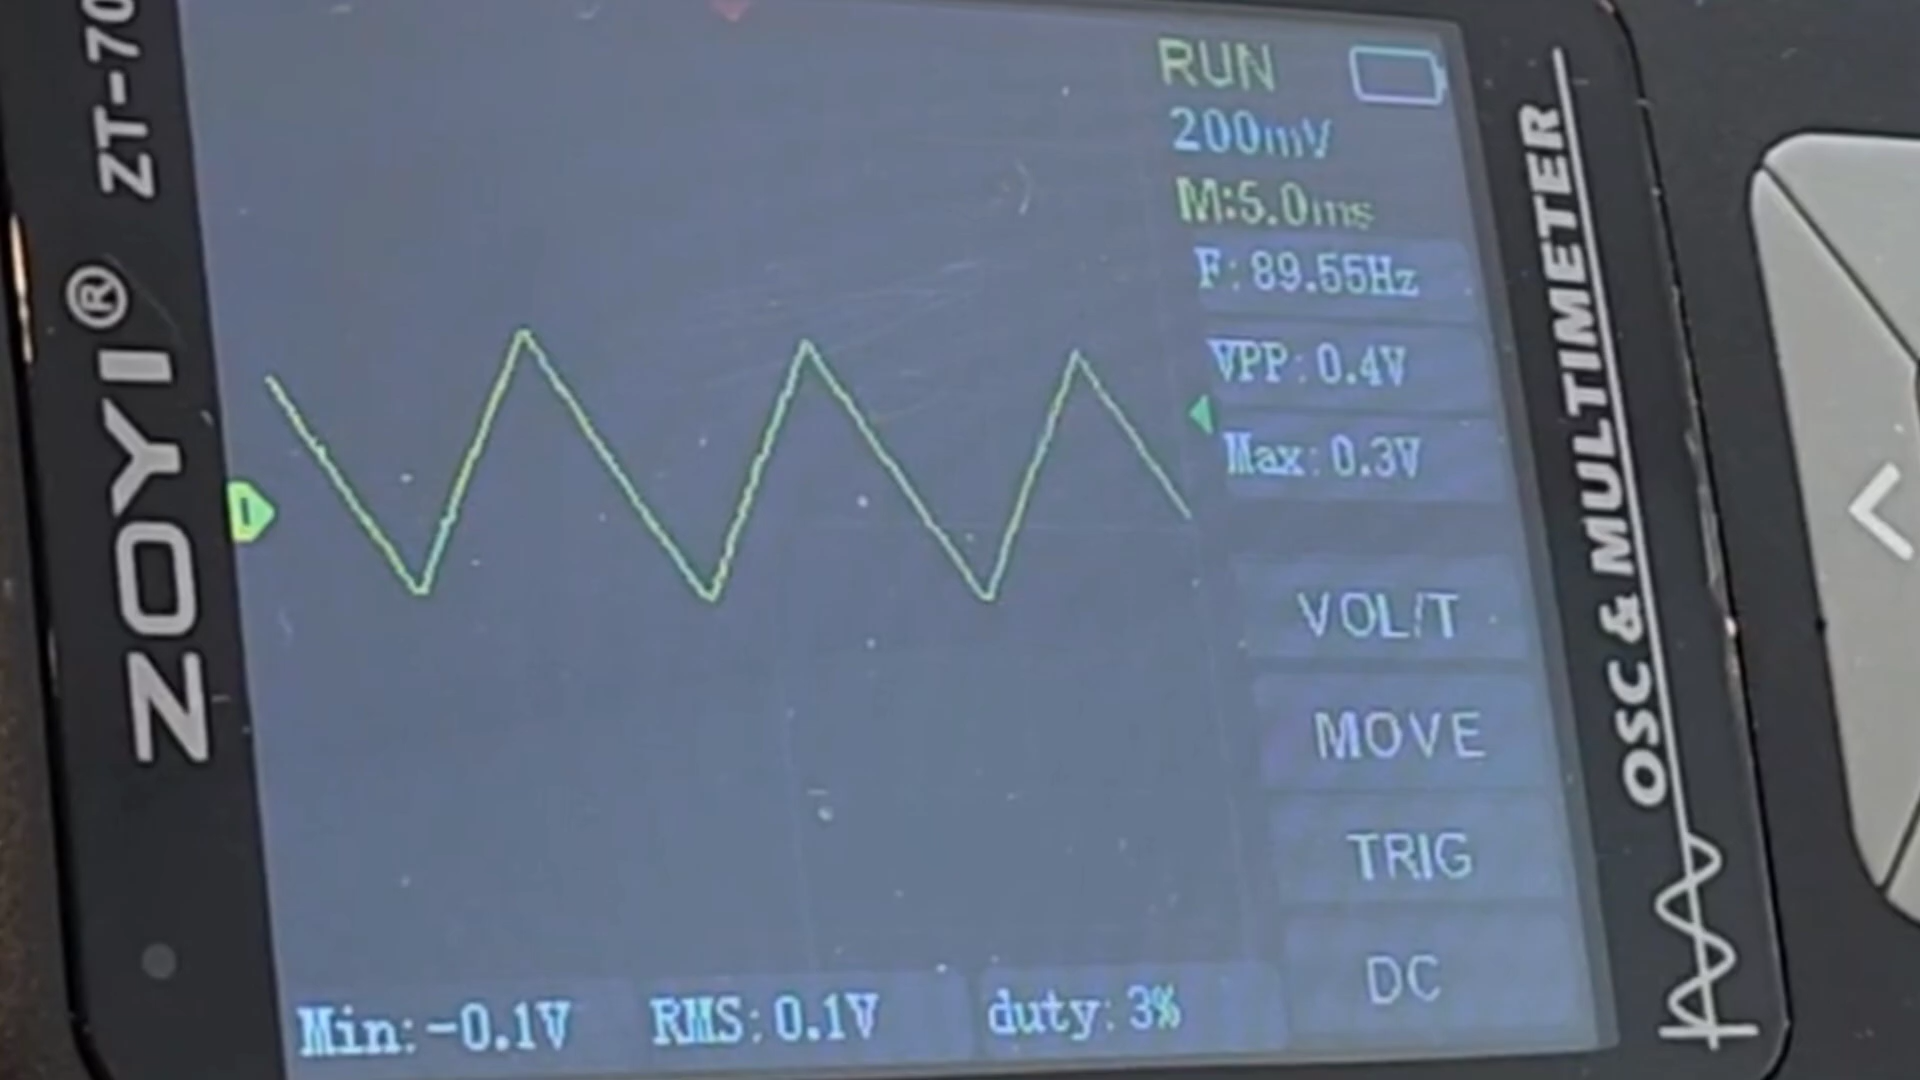 ZOYI® ZT-70
RUN
200mV
M:5.0ms
F:89.55Hz
VPP:0.4V
Max:0.3V
VOL/T
MOVE
TRIG
DC
Min:-0.1V RMS:0.1V duty:3%
OSC & MULTIMETER